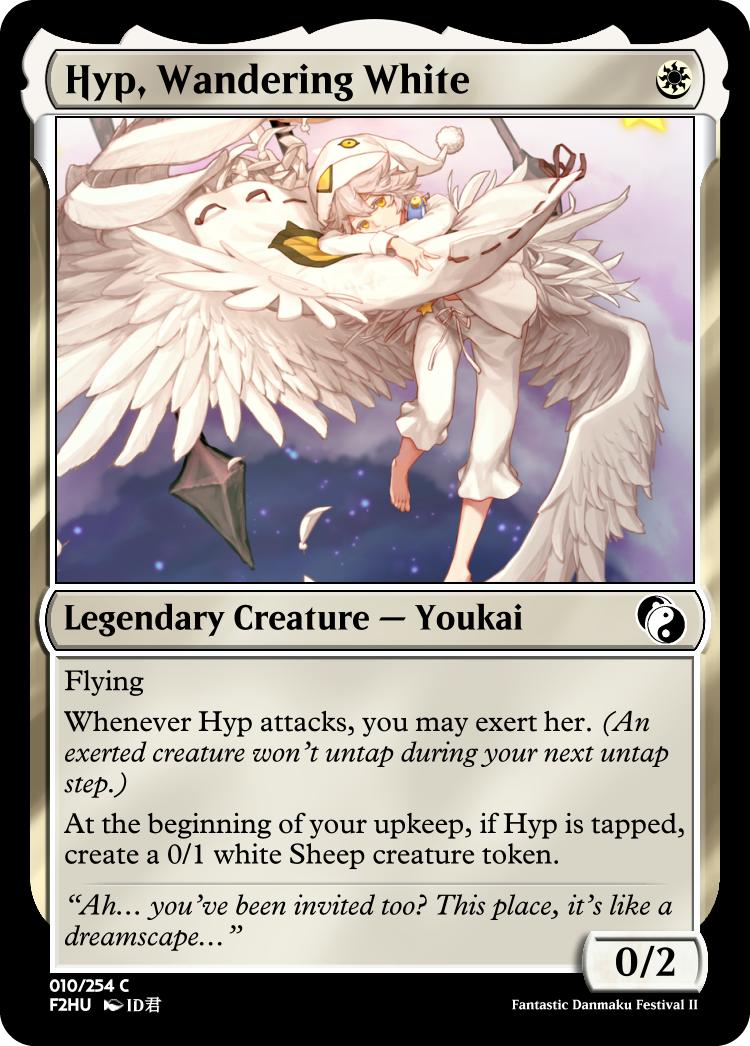 Hyp, Wandering White
Legendary Creature — Youkai
Flying
Whenever Hyp attacks, you may exert her. (An
exerted creature won't untap during your next untap
step.)
At the beginning of your upkeep, if Hyp is tapped,
create a 0/1 white Sheep creature token.
“Ah… you've been invited too? This place, it's like a
dreamscape…”
0/2
010/254 C
F2HU ID君
Fantastic Danmaku Festival II